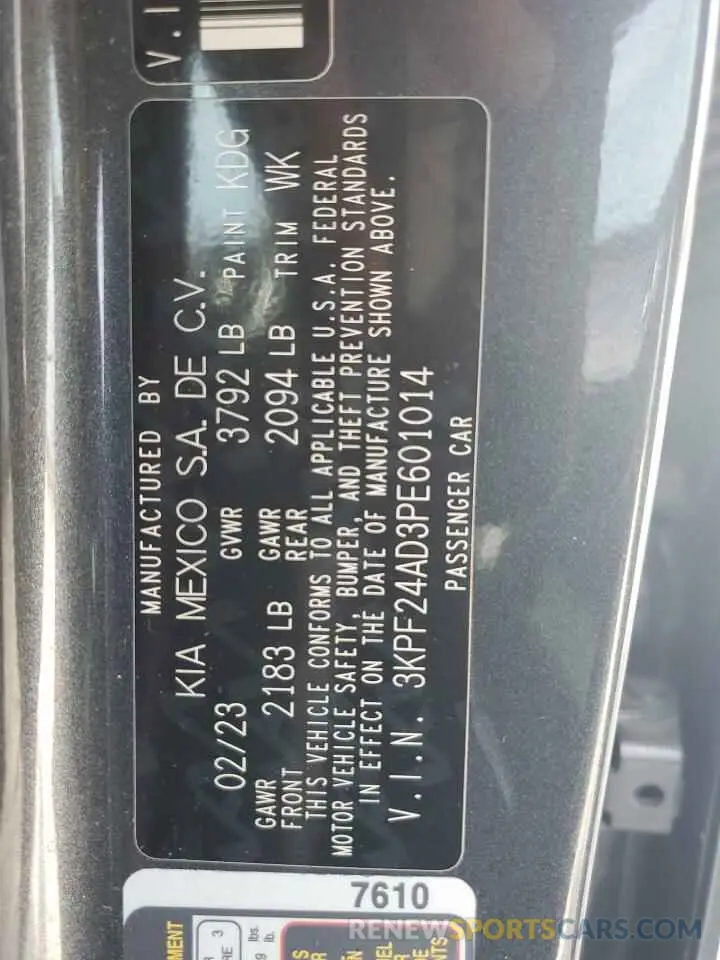 V.I
MANUFACTURED BY
KIA MEXICO S.A. DE C.V.
02/23 GVWR 3792 LB PAINT KDG
GAWR FRONT 2183 LB GAWR REAR 2094 LB TRIM WK
THIS VEHICLE CONFORMS TO ALL APPLICABLE U.S.A. FEDERAL
MOTOR VEHICLE SAFETY, BUMPER, AND THEFT PREVENTION STANDARDS
IN EFFECT ON THE DATE OF MANUFACTURE SHOWN ABOVE.
V.I.N. 3KPF24AD3PE601014
PASSENGER CAR
7610
RENEWSPORTSCARS.COM